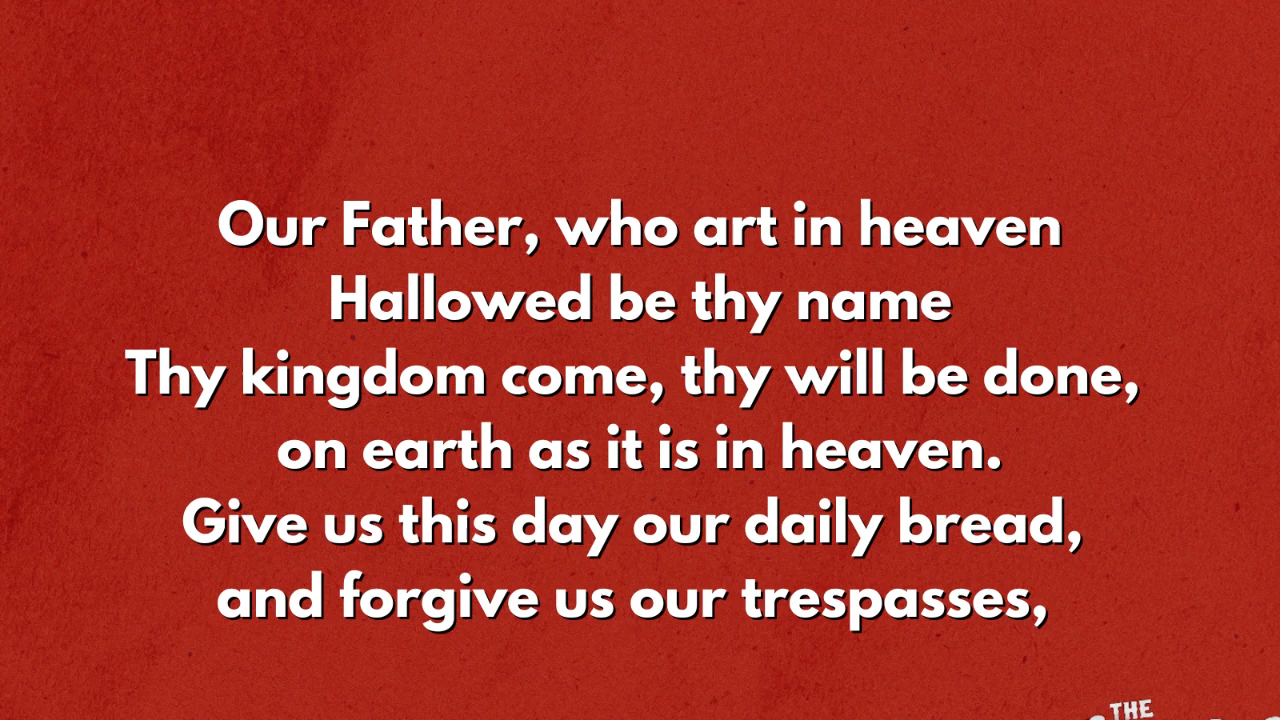 Our Father, who art in heaven
Hallowed be thy name
Thy kingdom come, thy will be done,
on earth as it is in heaven.
Give us this day our daily bread,
and forgive us our trespasses,
THE